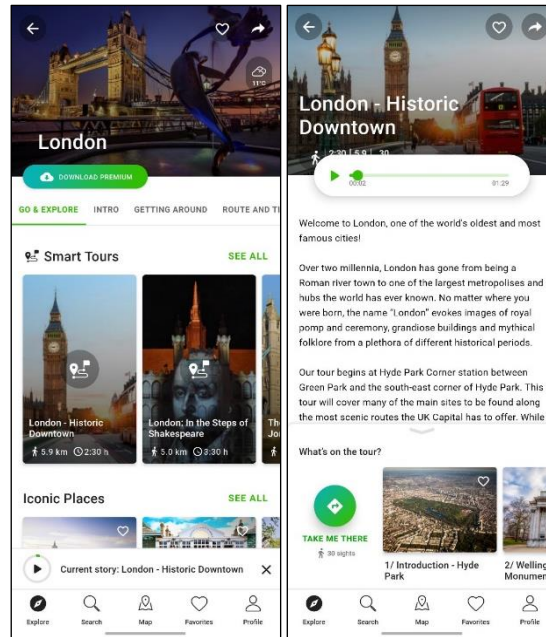 11°C
London
DOWNLOAD PREMIUM
GO & EXPLORE INTRO GETTING AROUND ROUTE AND TI
Smart Tours SEE ALL
London - Historic
Downtown
5.9 km 2:30 h
London: In the Steps of
Shakespeare
5.0 km 3:30 h
Th
Jo
Iconic Places SEE ALL
Current story: London - Historic Downtown
Explore Search Map Favorites Profile
London - Historic
Downtown
2:30 | 5.9 | 30
00:02 01:29
Welcome to London, one of the world's oldest and most
famous cities!
Over two millennia, London has gone from being a
Roman river town to one of the largest metropolises and
hubs the world has ever known. No matter where you
were born, the name "London" evokes images of royal
pomp and ceremony, grandiose buildings and mythical
folklore from a plethora of different historical periods.
Our tour begins at Hyde Park Corner station between
Green Park and the south-east corner of Hyde Park. This
tour will cover many of the main sites to be found along
the most scenic routes the UK Capital has to offer. While
What's on the tour?
TAKE ME THERE
30 sights
1/ Introduction - Hyde
Park
2/ Welling
Monumen
Explore Search Map Favorites Profile